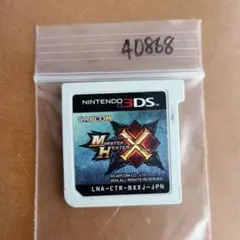 40868
NINTENDO 3DS
CAPCOM
MONSTER
HUNTER X
LNA-CTR-BXXJ-JPN